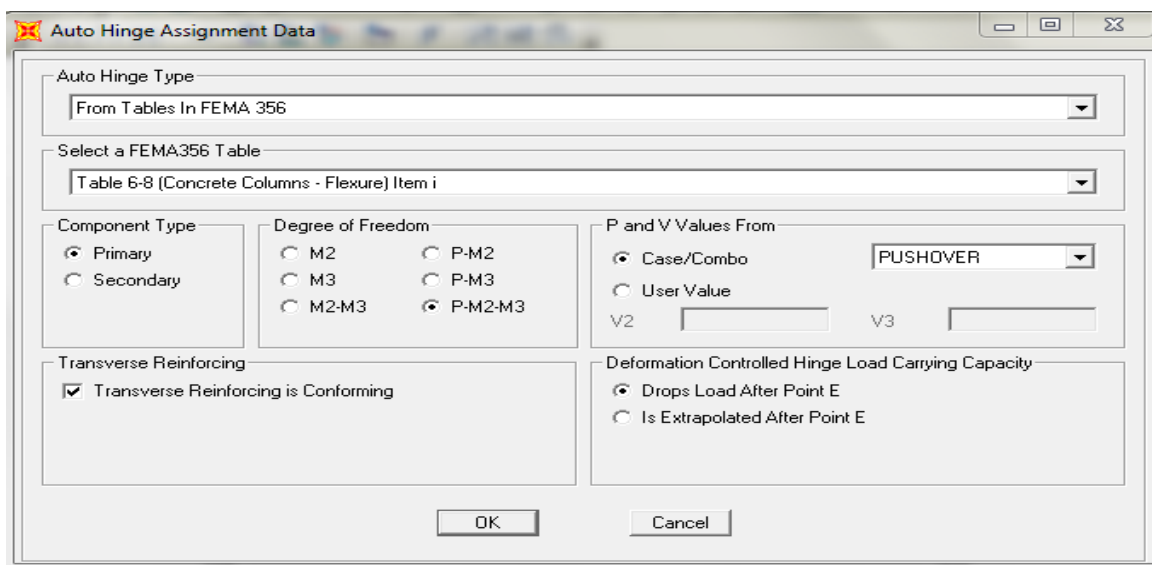 Auto Hinge Assignment Data
Auto Hinge Type
From Tables In FEMA 356
Select a FEMA356 Table
Table 6-8 (Concrete Columns - Flexure) Item i
Component Type
Primary
Secondary
Degree of Freedom
M2
P-M2
M3
P-M3
M2-M3
P-M2-M3
P and V Values From
Case/Combo
PUSHOVER
User Value
V2
V3
Transverse Reinforcing
Transverse Reinforcing is Conforming
Deformation Controlled Hinge Load Carrying Capacity
Drops Load After Point E
Is Extrapolated After Point E
OK
Cancel